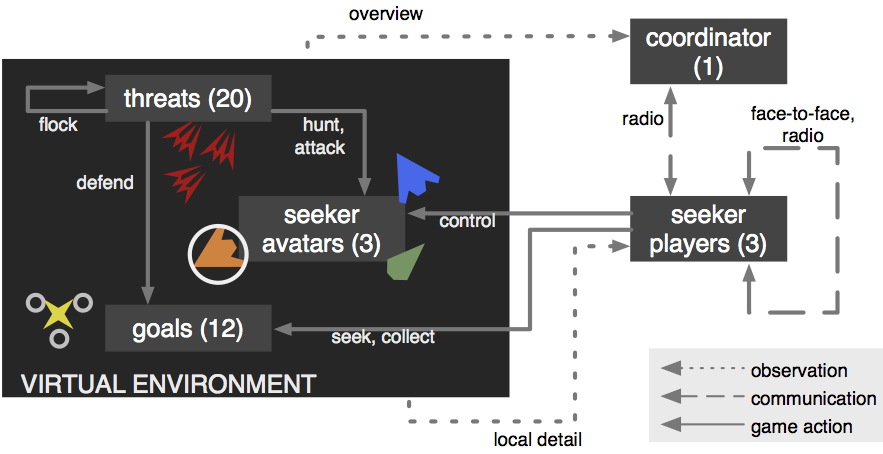 overview
coordinator
(1)
threats (20)
flock
hunt,
attack
radio
face-to-face,
radio
defend
seeker
avatars (3)
control
seeker
players (3)
goals (12)
seek, collect
VIRTUAL ENVIRONMENT
local detail
observation
communication
game action